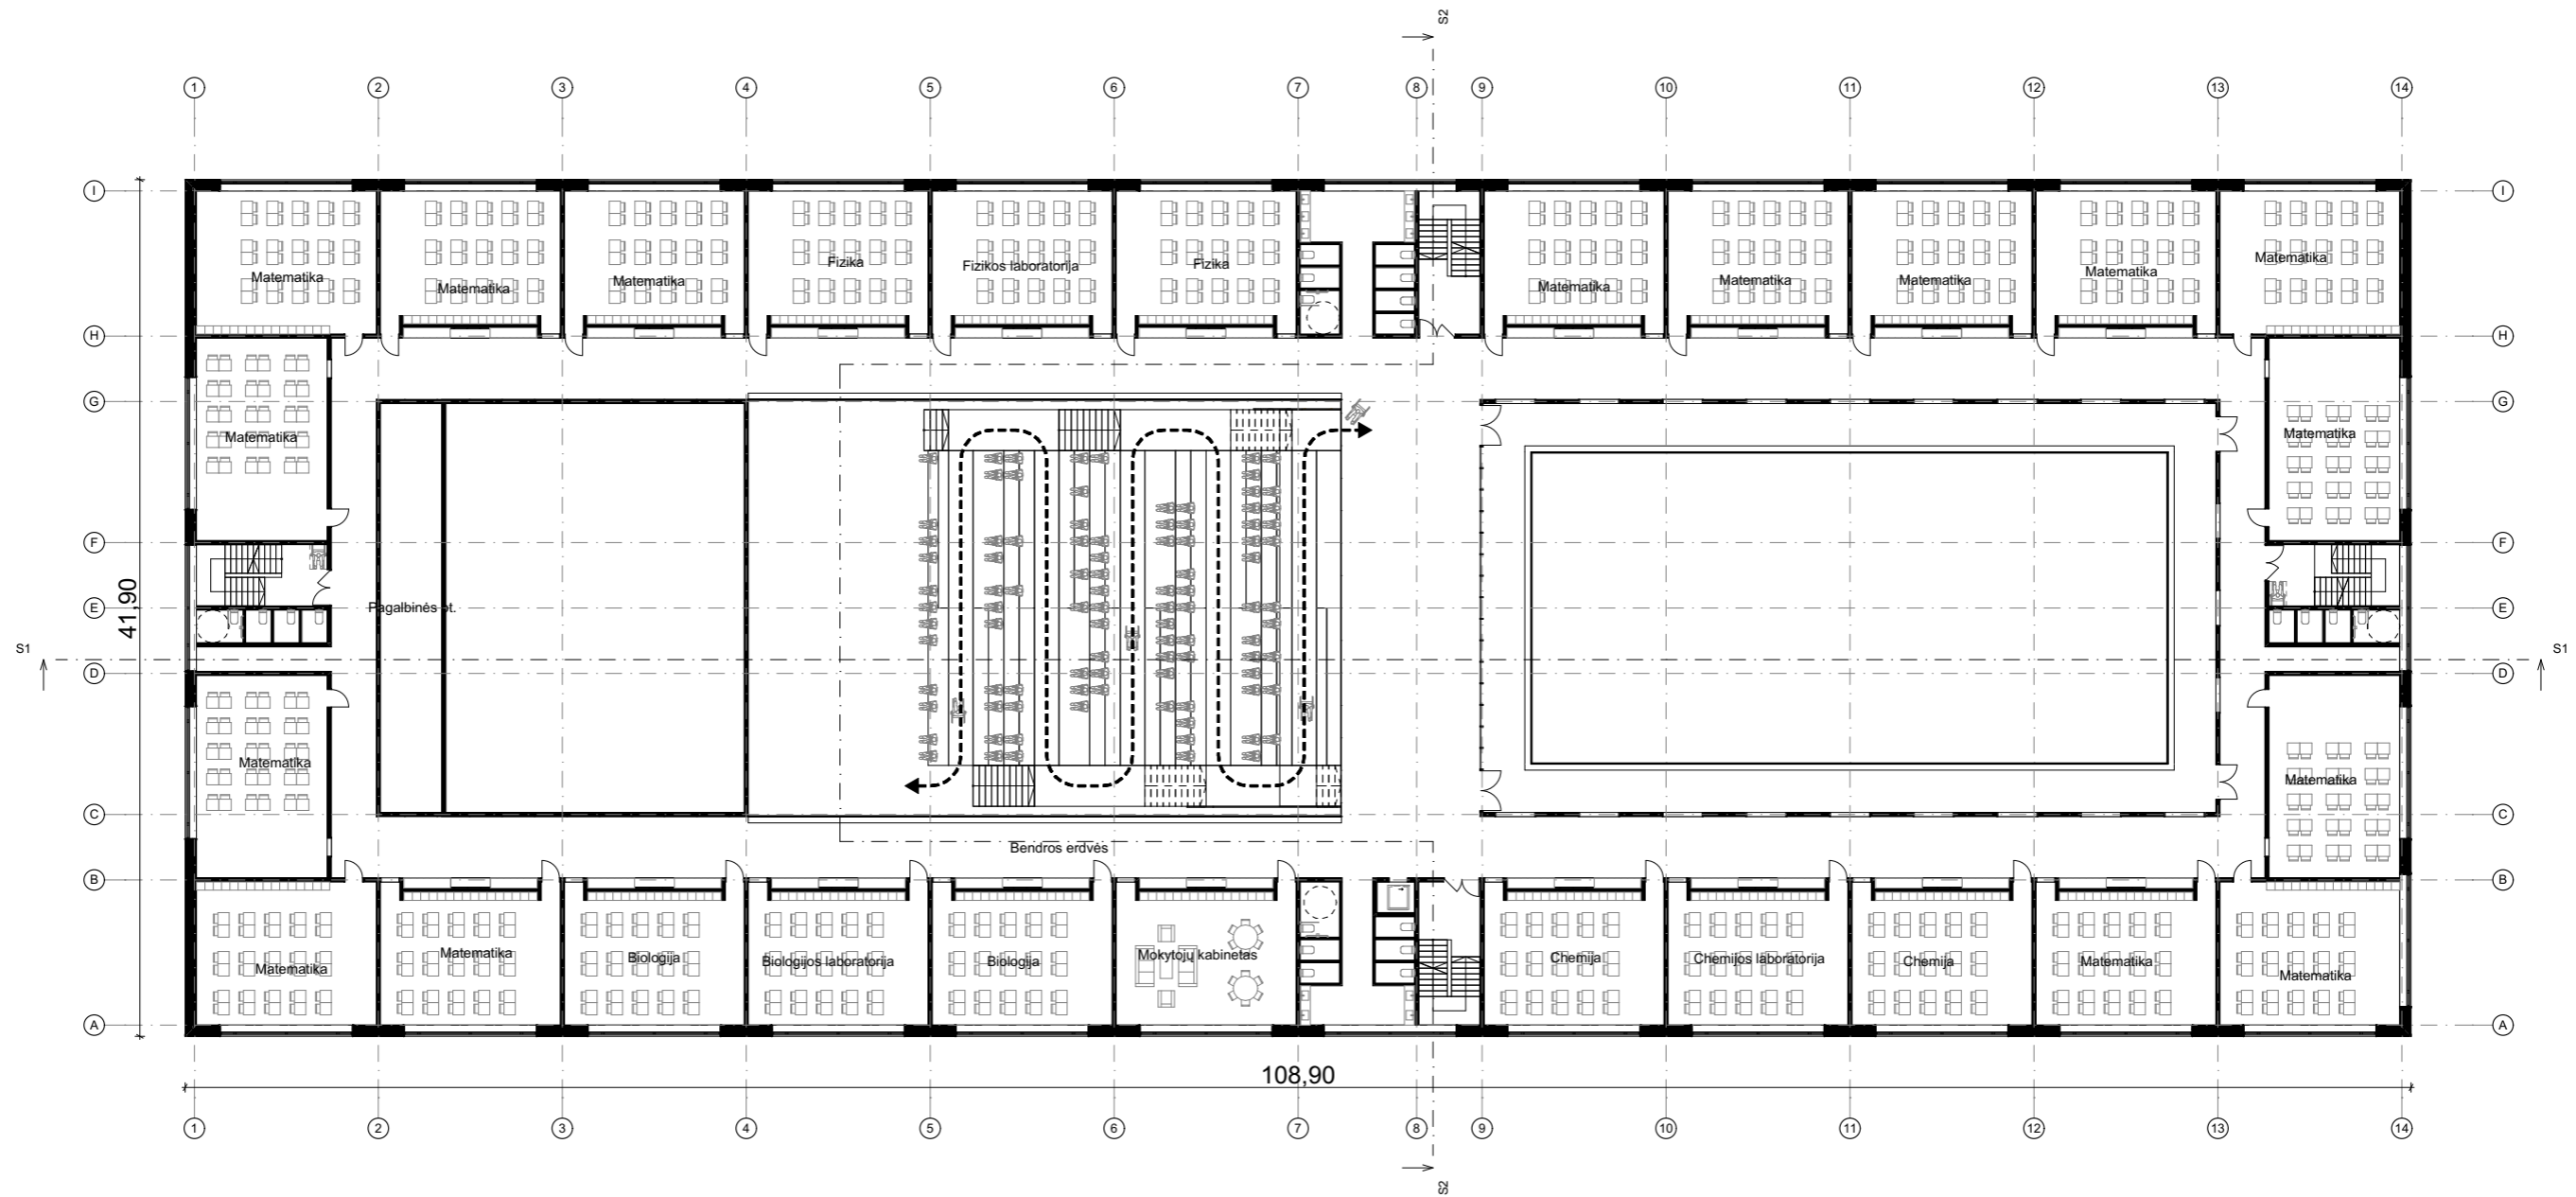 S2
1 2 3 4 5 6 7 8 9 10 11 12 13 14
I I
Matematika Matematika Matematika Fizika Fizikos laboratorija Fizika Matematika Matematika Matematika Matematika Matematika
H H
G G
Matematika Matematika
F F
41,90
E Pagalbinės pt. E
S1 S1
D D
Matematika Matematika
C C
Bendros erdvės
B B
Matematika Matematika Biologija Biologijos laboratorija Biologija Mokytojų kabinetas Chemija Chemijos laboratorija Chemija Matematika Matematika
A A
108,90
1 2 3 4 5 6 7 8 9 10 11 12 13 14
S2